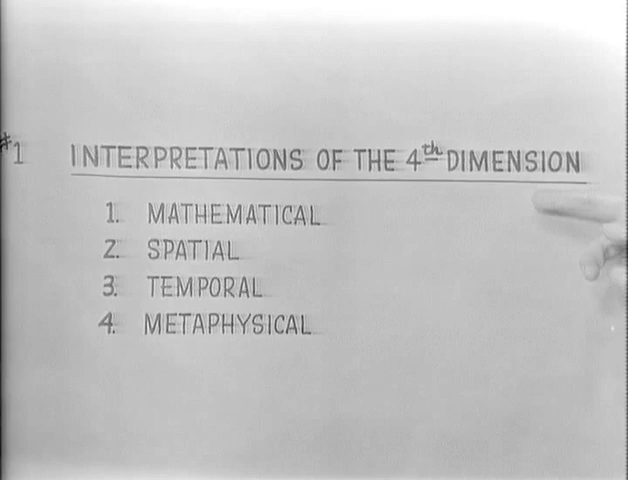 #1 INTERPRETATIONS OF THE 4th DIMENSION
1. MATHEMATICAL
2. SPATIAL
3. TEMPORAL
4. METAPHYSICAL